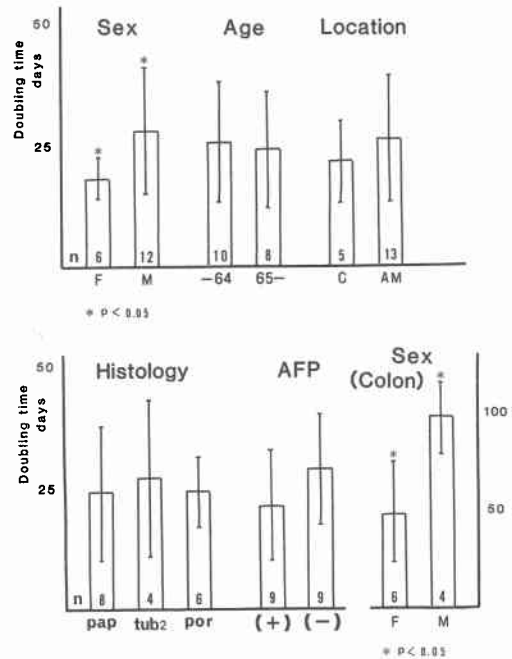 50
Sex Age Location
Doubling time
days
* *
25
n 6 12 10 8 5 13
F M –64 65– C AM
* P < 0.05
50
Histology AFP Sex
(Colon)
Doubling time
days
* *
100
25
50
n 8 4 6 9 9 6 4
pap tub2 por (+) (−) F M
* P < 0.05